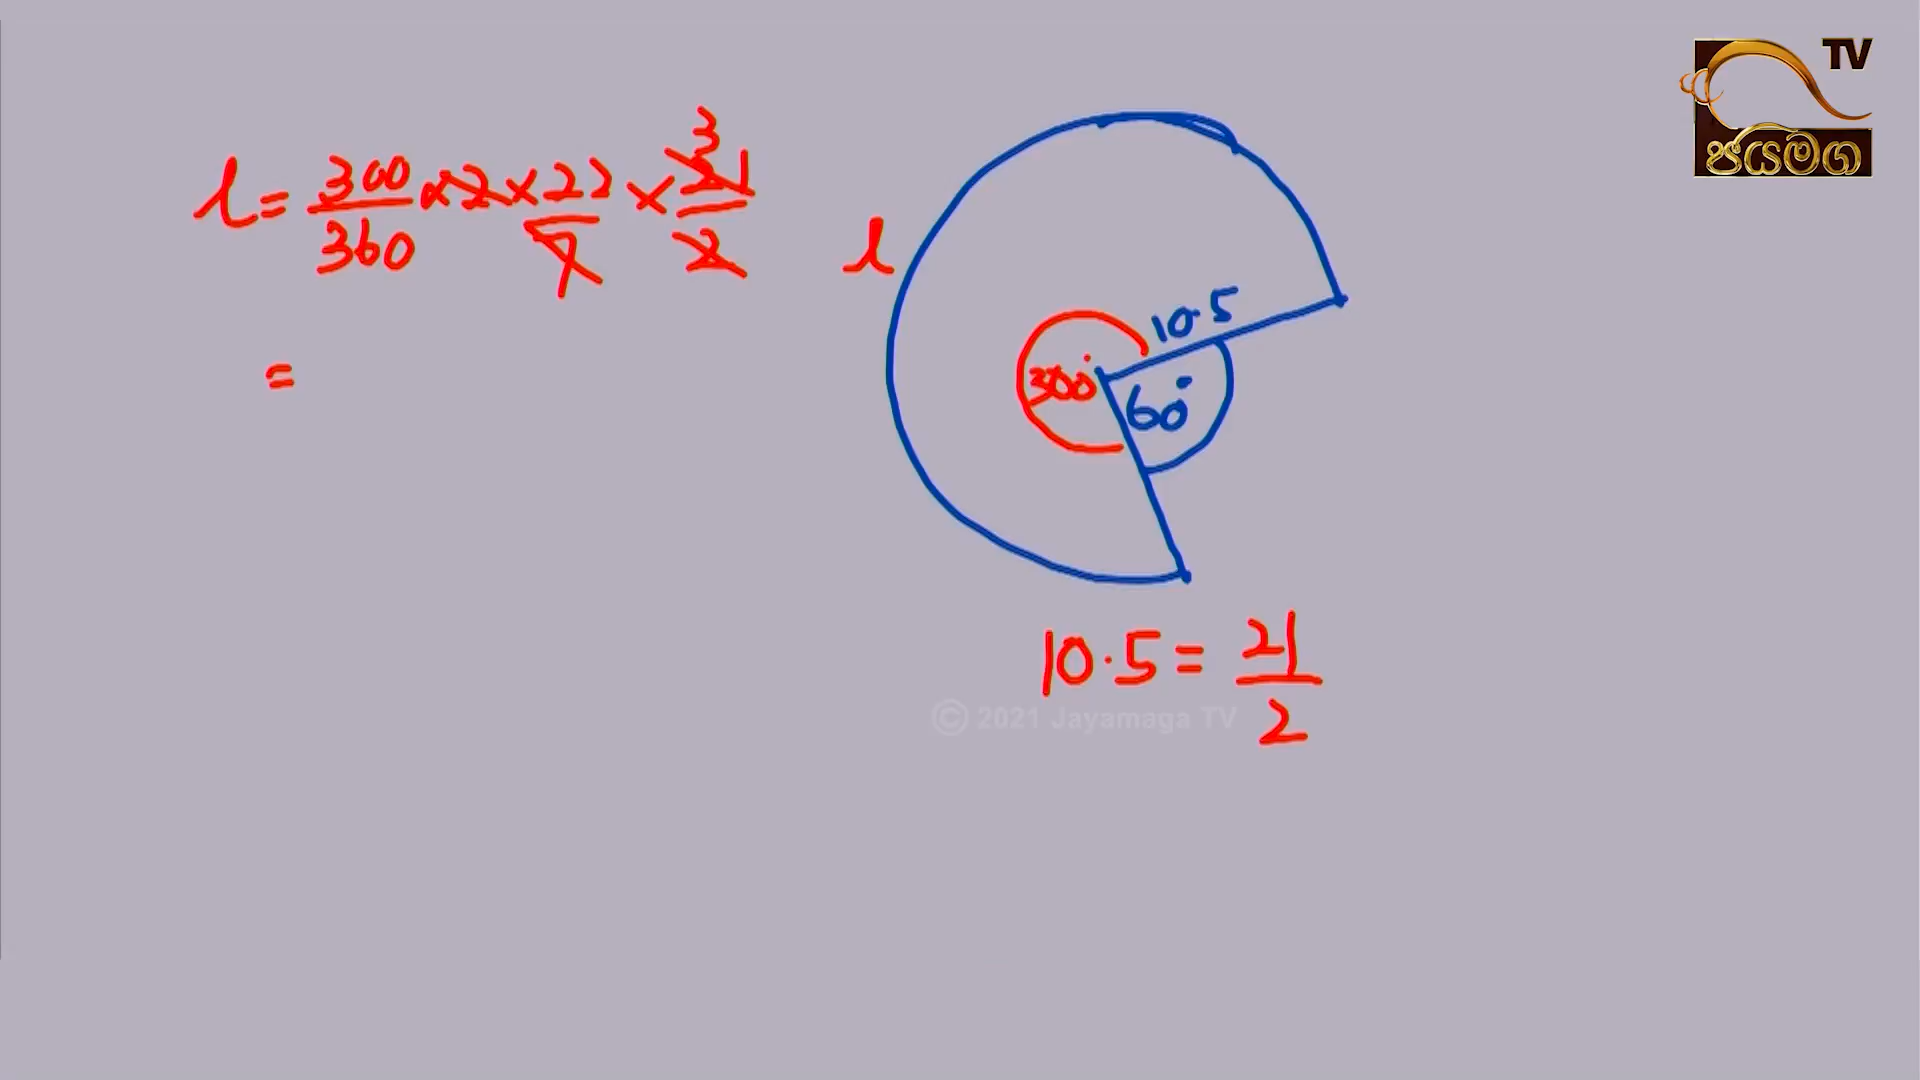 TV
ජයමග
l = 300/360 × 2 × 22/7 × 21/2
3
l
10.5
300°
60°
=
10.5 = 21/2
© 2021 Jayamaga TV